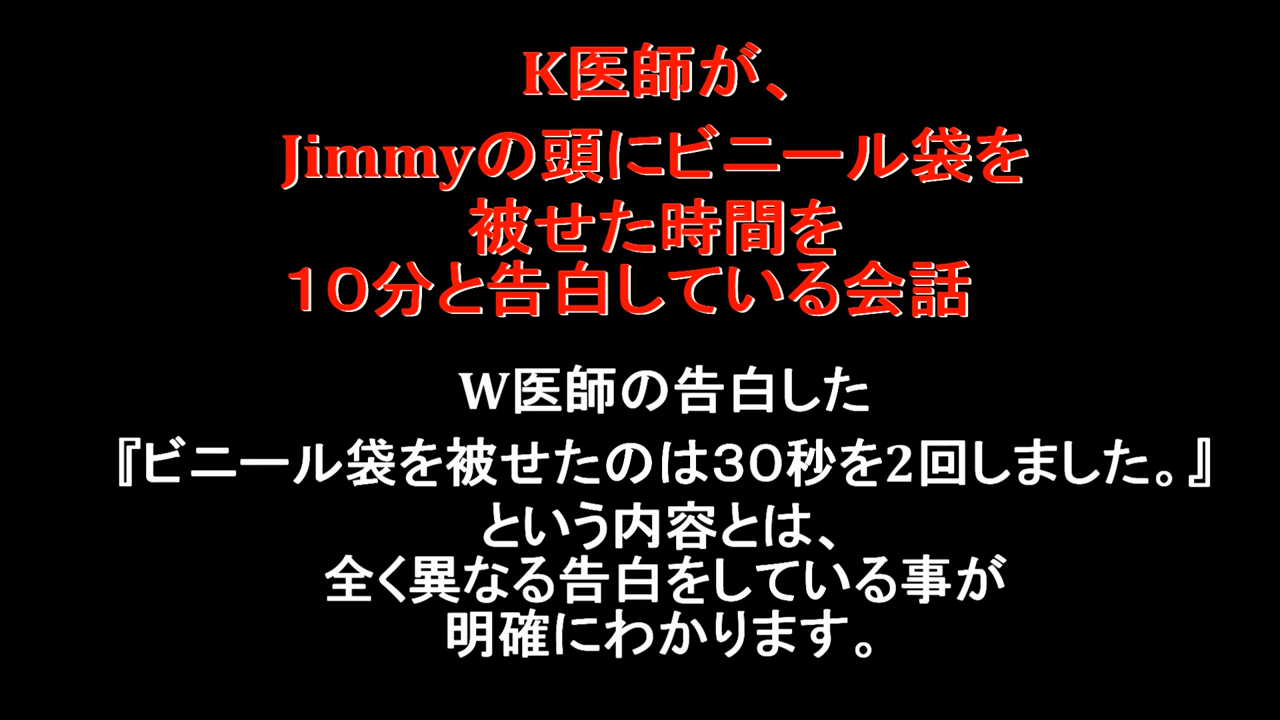 K医師が、
Jimmyの頭にビニール袋を
被せた時間を
１０分と告白している会話
W医師の告白した
『ビニール袋を被せたのは３０秒を2回しました。』
という内容とは、
全く異なる告白をしている事が
明確にわかります。